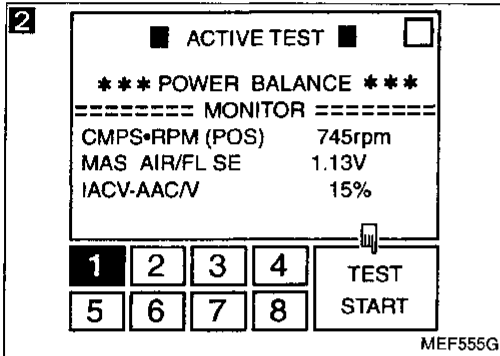 2
■ ACTIVE TEST ■
*** POWER BALANCE ***
======== MONITOR ========
CMPS•RPM (POS) 745rpm
MAS AIR/FL SE 1.13V
IACV-AAC/V 15%
1 2 3 4
TEST
START
5 6 7 8
MEF555G